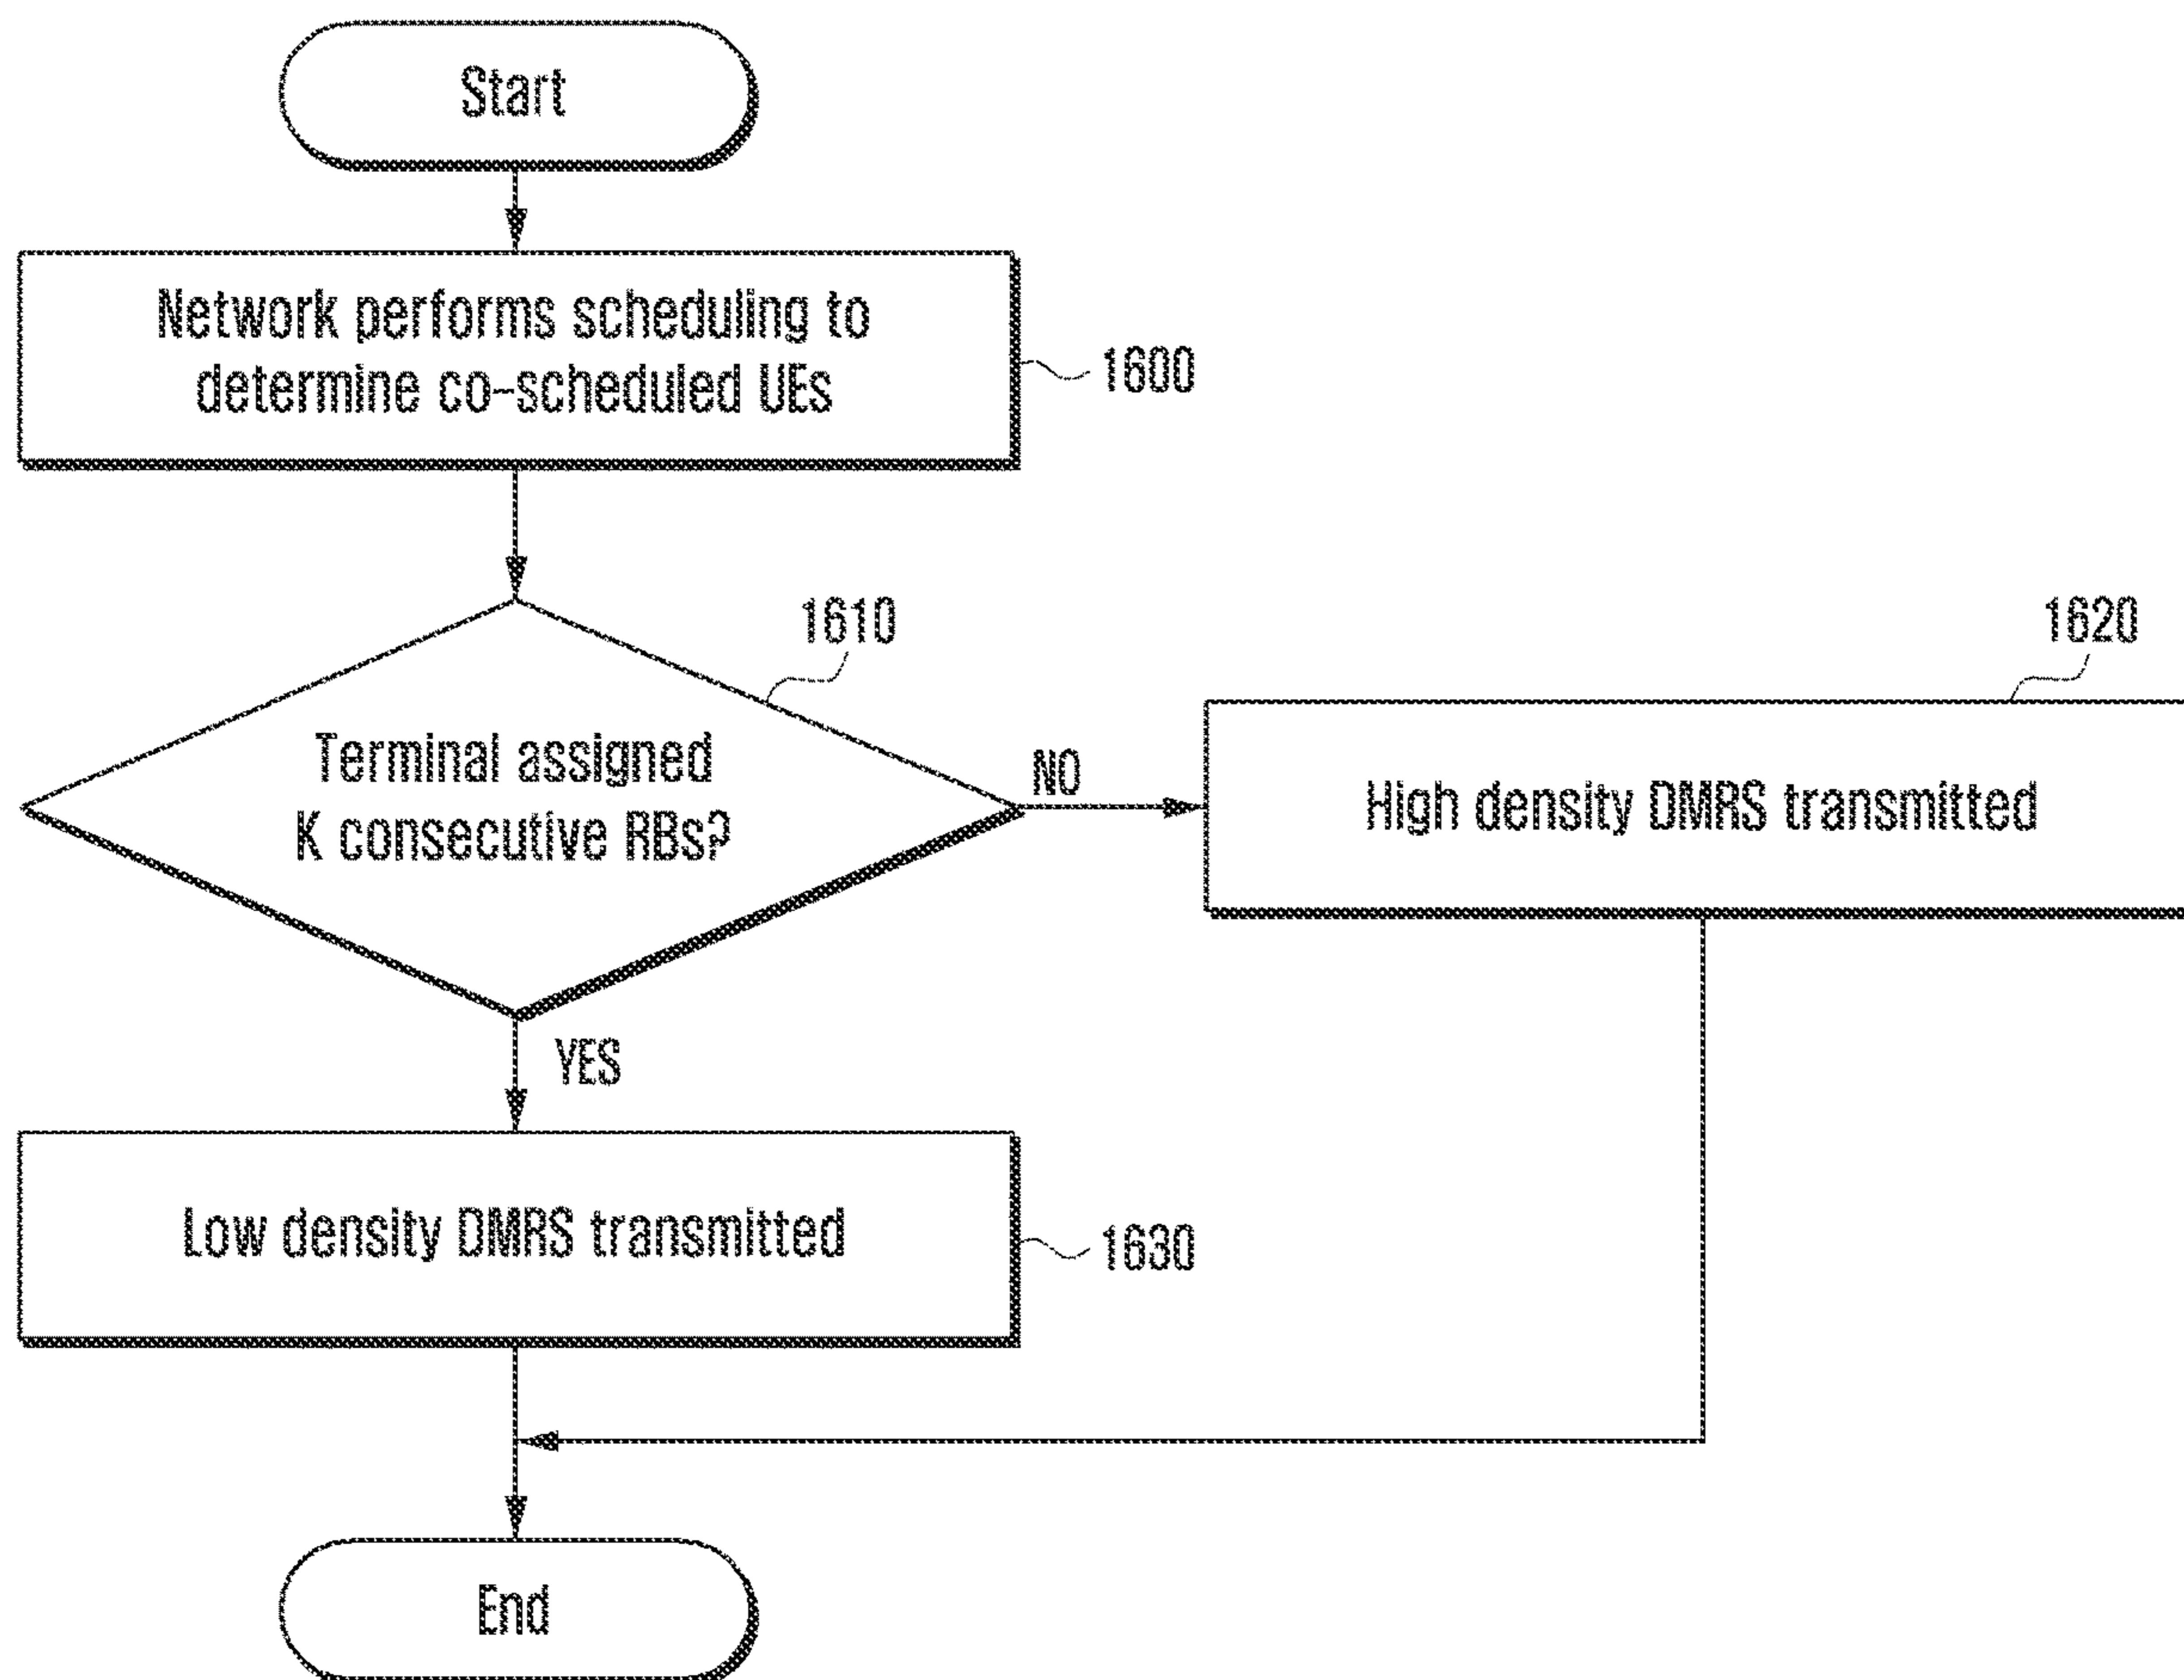 Start
Network performs scheduling to
determine co-scheduled UEs
1600
1610
1620
Terminal assigned
K consecutive RBs?
NO
High density DMRS transmitted
YES
Low density DMRS transmitted
1630
End